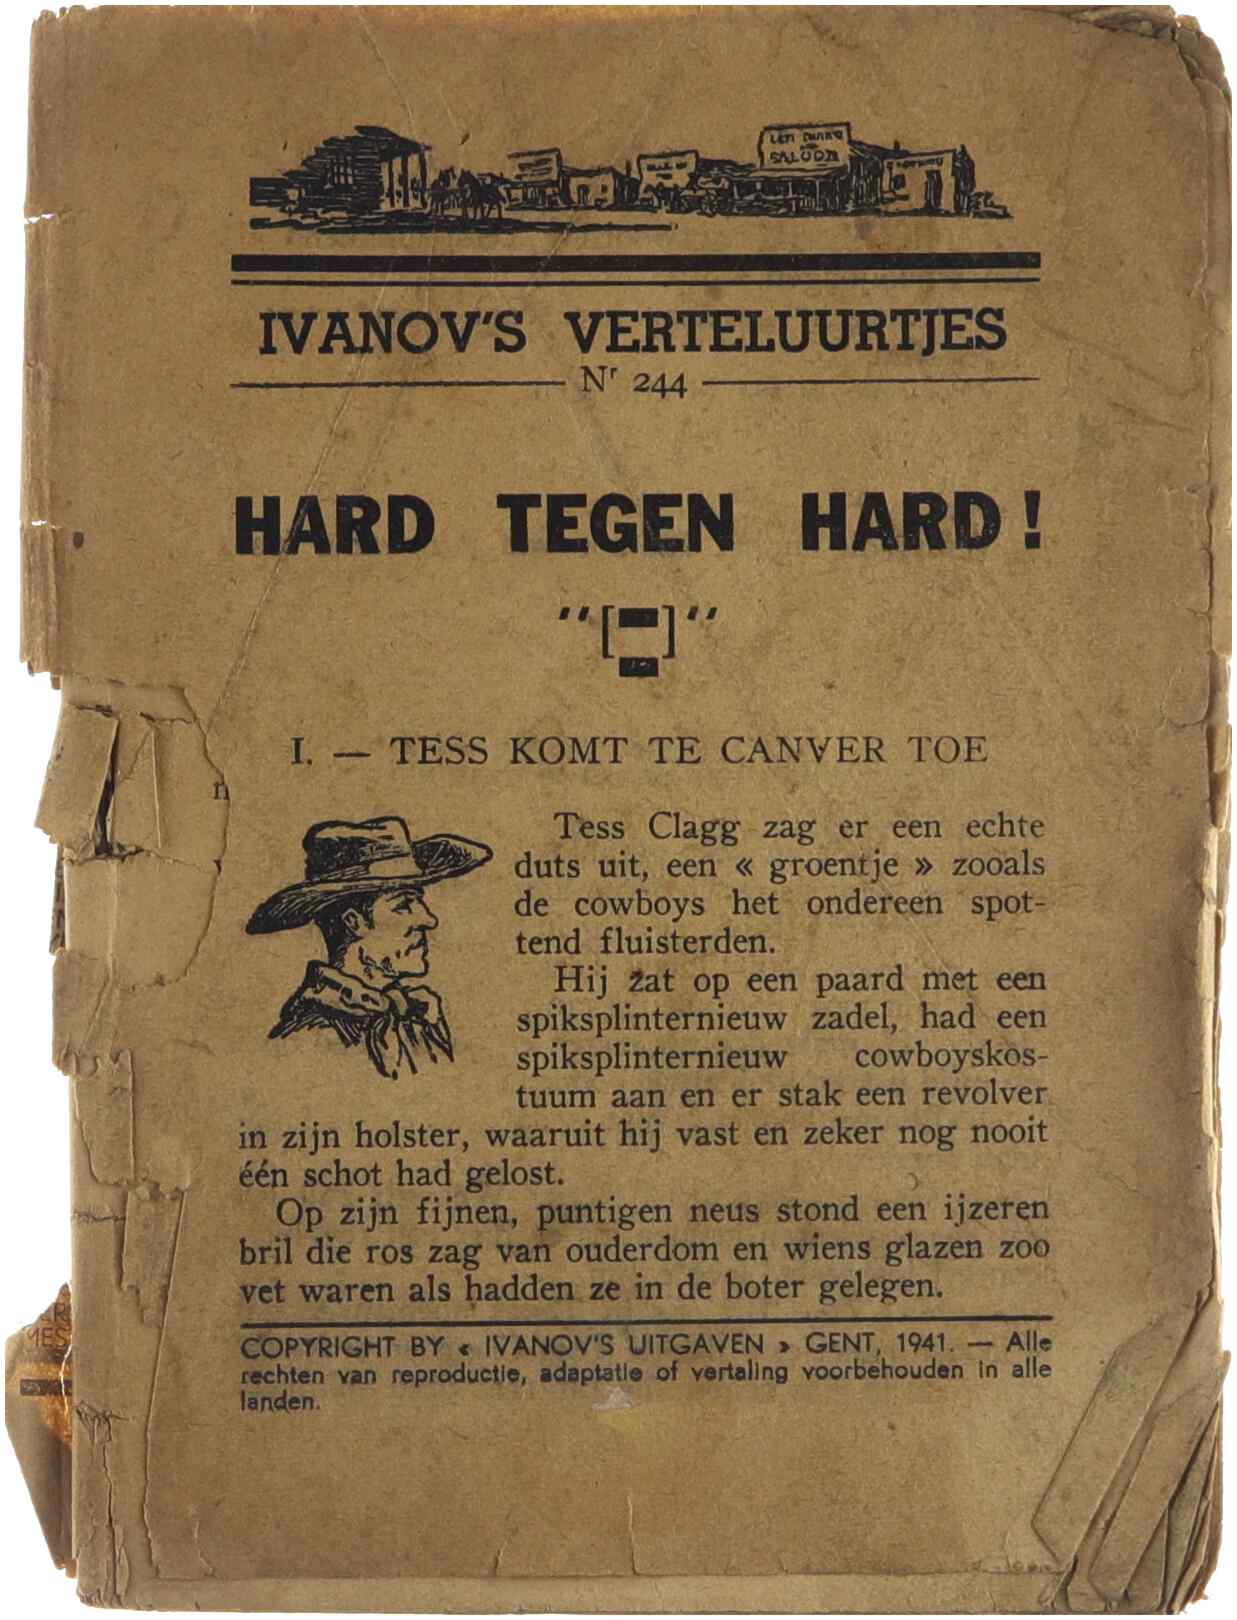 SALOON
IVANOV'S VERTELUURTJES
Nr 244
HARD TEGEN HARD!
I. — TESS KOMT TE CANVER TOE
Tess Clagg zag er een echte
duts uit, een « groentje » zooals
de cowboys het ondereen spot-
tend fluisterden.
Hij zat op een paard met een
spiksplinternieuw zadel, had een
spiksplinternieuw cowboyskos-
tuum aan en er stak een revolver
in zijn holster, waaruit hij vast en zeker nog nooit
één schot had gelost.
Op zijn fijnen, puntigen neus stond een ijzeren
bril die ros zag van ouderdom en wiens glazen zoo
vet waren als hadden ze in de boter gelegen.
COPYRIGHT BY « IVANOV'S UITGAVEN » GENT, 1941. — Alle
rechten van reproductie, adaptatie of vertaling voorbehouden in alle
landen.